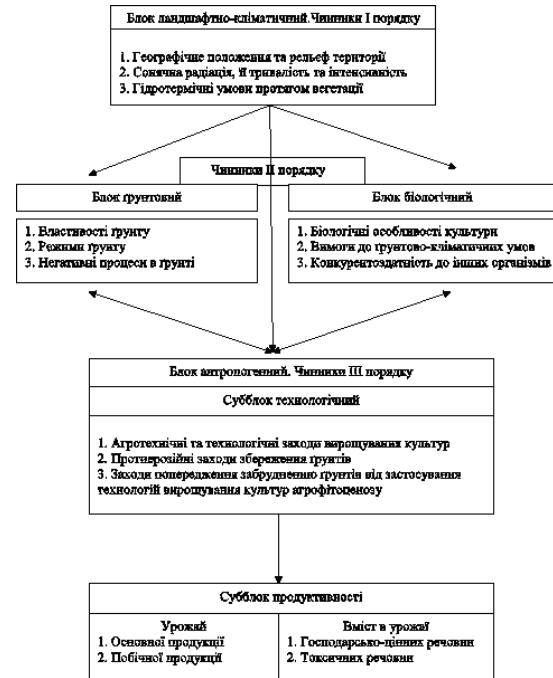 Блок ландшафтно-кліматичний.Чинники I порядку
1. Географічне положення та рельєф території
2. Сонячна радіація, її тривалість та інтенсивність
3. Гідротермічні умови протягом вегетації
Чинники II порядку
Блок ґрунтовий
1. Властивості ґрунту
2. Режими ґрунту
3. Негативні процеси в ґрунті
Блок біологічний
1. Біологічні особливості культури
2. Вимоги до ґрунтово-кліматичних умов
3. Конкурентоздатність до інших організмів
Блок антропогенний. Чинники III порядку
Субблок технологічний
1. Агротехнічні та технологічні заходи вирощуваних культур
2. Протиерозійні заходи збереження ґрунтів
3. Заходи попередження забрудненню ґрунтів від застосування
технологій вирощування культур агрофітоценозу
Субблок продуктивності
Урожай
1. Основної продукції
2. Побічної продукції
Вміст в урожаї
1. Господарсько-цінних речовин
2. Токсичних речовин